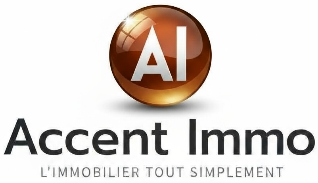 AI
Accent Immo
L'IMMOBILIER TOUT SIMPLEMENT